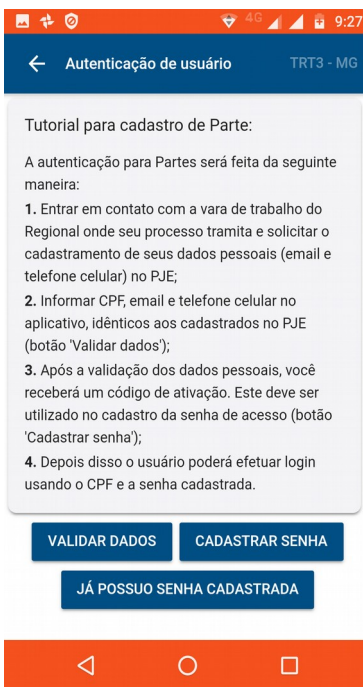 4G 9:27
Autenticação de usuário TRT3 - MG
Tutorial para cadastro de Parte:
A autenticação para Partes será feita da seguinte
maneira:
1. Entrar em contato com a vara de trabalho do
Regional onde seu processo tramita e solicitar o
cadastramento de seus dados pessoais (email e
telefone celular) no PJE;
2. Informar CPF, email e telefone celular no
aplicativo, idênticos aos cadastrados no PJE
(botão 'Validar dados');
3. Após a validação dos dados pessoais, você
receberá um código de ativação. Este deve ser
utilizado no cadastro da senha de acesso (botão
'Cadastrar senha');
4. Depois disso o usuário poderá efetuar login
usando o CPF e a senha cadastrada.
VALIDAR DADOS CADASTRAR SENHA
JÁ POSSUO SENHA CADASTRADA